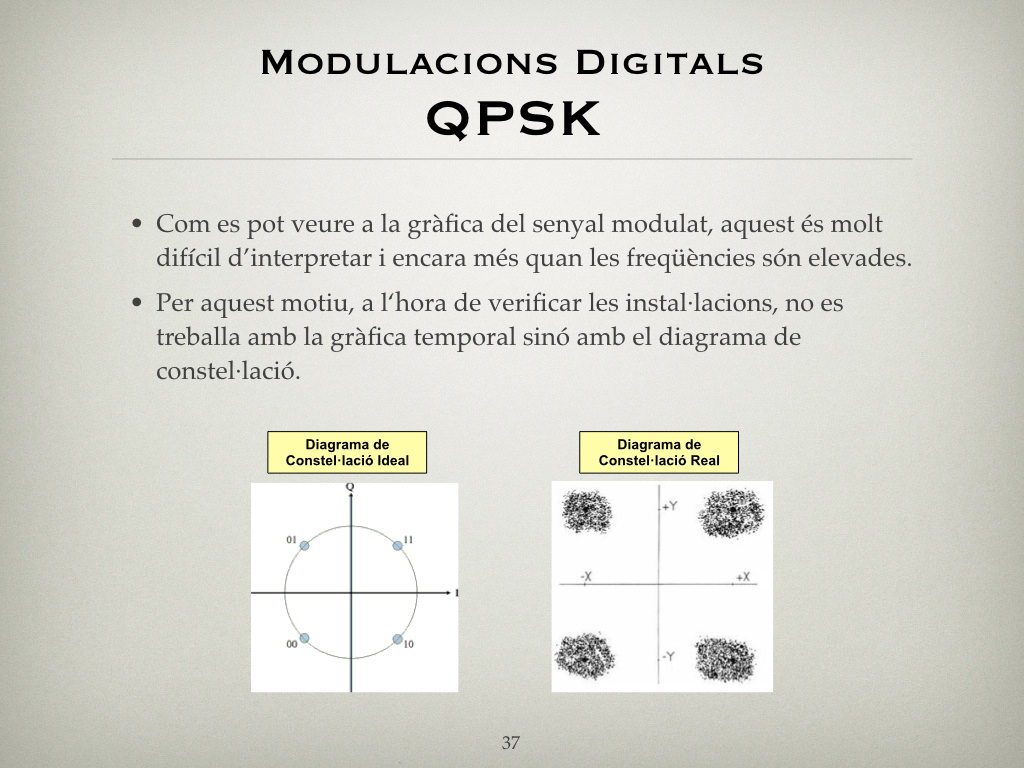 Modulacions Digitals
QPSK
• Com es pot veure a la gràfica del senyal modulat, aquest és molt
difícil d’interpretar i encara més quan les freqüències són elevades.
• Per aquest motiu, a l‘hora de verificar les instal·lacions, no es
treballa amb la gràfica temporal sinó amb el diagrama de
constel·lació.
Diagrama de
Constel·lació Ideal
Diagrama de
Constel·lació Real
Q
01
11
I
00
10
+Y
-X
+X
-Y
37